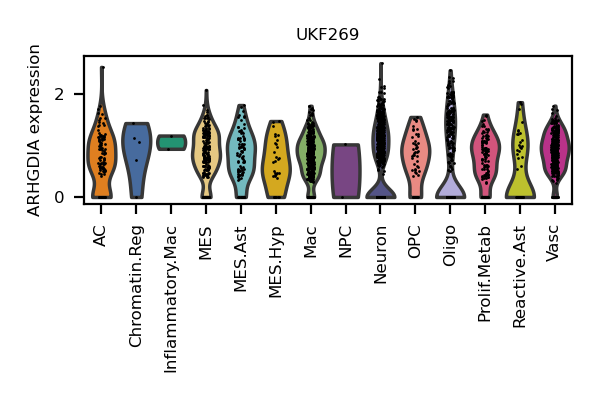 UKF269
ARHGDIA expression
2
0
AC
Chromatin.Reg
Inflammatory.Mac
MES
MES.Ast
MES.Hyp
Mac
NPC
Neuron
OPC
Oligo
Prolif.Metab
Reactive.Ast
Vasc